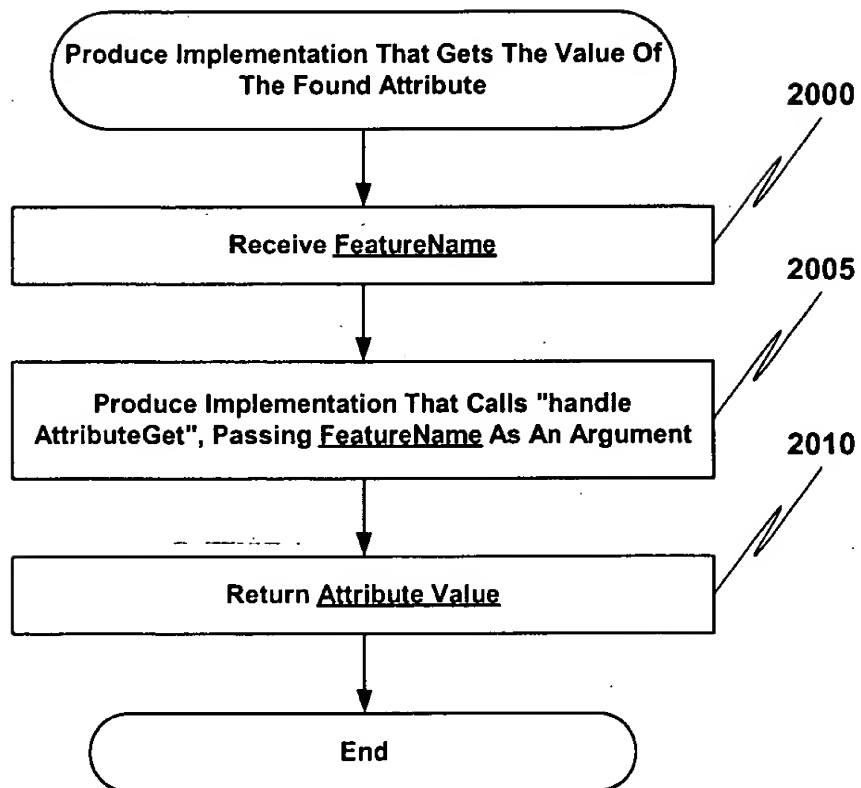 Produce Implementation That Gets The Value Of
The Found Attribute
2000
Receive FeatureName
2005
Produce Implementation That Calls "handle
AttributeGet", Passing FeatureName As An Argument
2010
Return Attribute Value
End